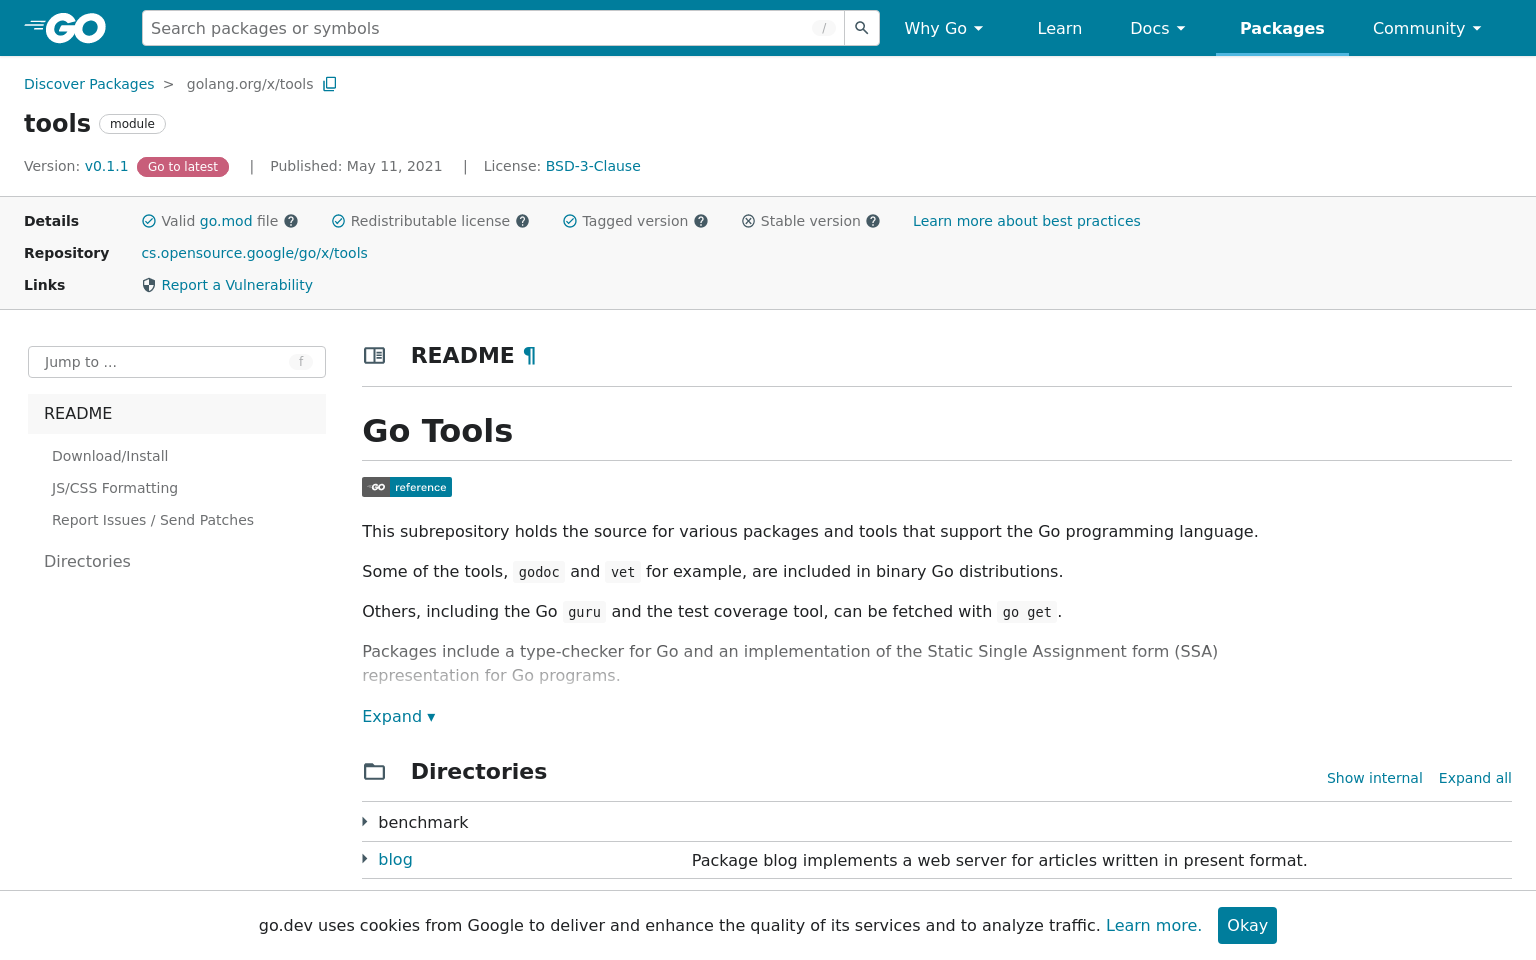 GO Search packages or symbols / Why Go Learn Docs Packages Community
Discover Packages > golang.org/x/tools
tools module
Version: v0.1.1 Go to latest | Published: May 11, 2021 | License: BSD-3-Clause
Details Valid go.mod file Redistributable license Tagged version Stable version Learn more about best practices
Repository cs.opensource.google/go/x/tools
Links Report a Vulnerability
Jump to ... f
README
Download/Install
JS/CSS Formatting
Report Issues / Send Patches
Directories
README ¶
Go Tools
GO reference
This subrepository holds the source for various packages and tools that support the Go programming language.
Some of the tools, godoc and vet for example, are included in binary Go distributions.
Others, including the Go guru and the test coverage tool, can be fetched with go get.
Packages include a type-checker for Go and an implementation of the Static Single Assignment form (SSA)
representation for Go programs.
Expand ▾
Directories Show internal Expand all
benchmark
blog Package blog implements a web server for articles written in present format.
go.dev uses cookies from Google to deliver and enhance the quality of its services and to analyze traffic. Learn more. Okay